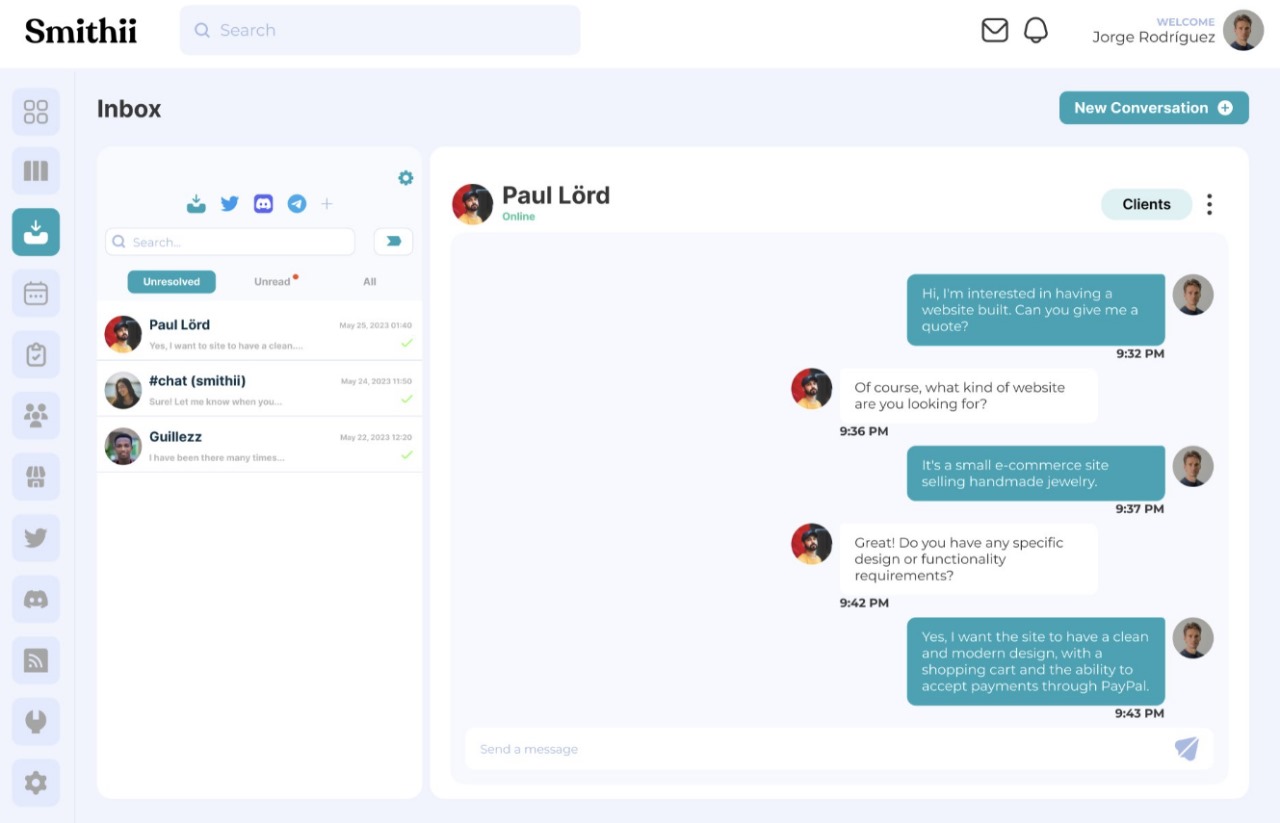 Smithii
Search
WELCOME
Jorge Rodríguez
Inbox
New Conversation
Search...
Unresolved
Unread
All
Paul Lörd
May 25, 2023 01:40
Yes, I want to site to have a clean....
#chat (smithii)
May 24, 2023 11:50
Sure! Let me know when you...
Guillezz
May 22, 2023 12:20
I have been there many times...
Paul Lörd
Online
Clients
Hi, I'm interested in having a
website built. Can you give me a
quote?
9:32 PM
Of course, what kind of website
are you looking for?
9:36 PM
It's a small e-commerce site
selling handmade jewelry.
9:37 PM
Great! Do you have any specific
design or functionality
requirements?
9:42 PM
Yes, I want the site to have a clean
and modern design, with a
shopping cart and the ability to
accept payments through PayPal.
9:43 PM
Send a message